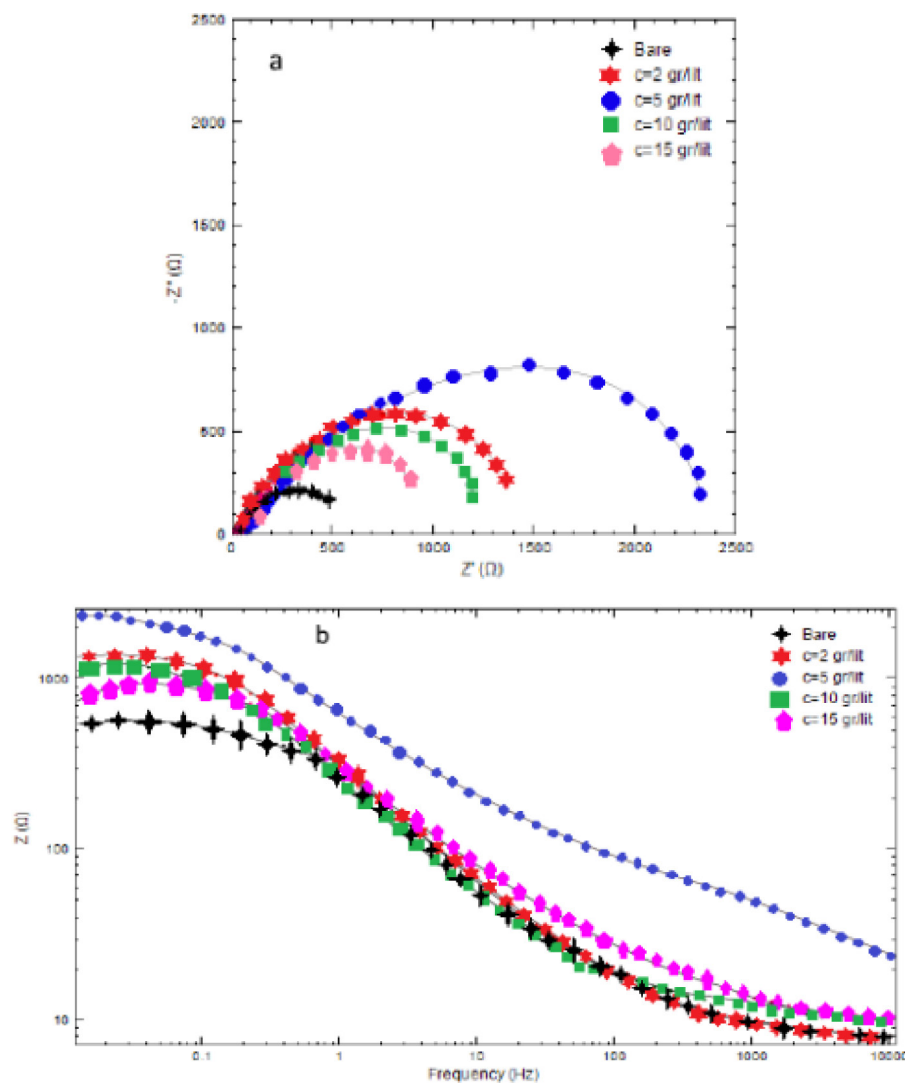 a
Bare
c=2 gr/lit
c=5 gr/lit
c=10 gr/lit
c=15 gr/lit
2500
2000
1500
1000
500
0
-Z" (Ω)
0 500 1000 1500 2000 2500
Z' (Ω)
b
Bare
c=2 gr/lit
c=5 gr/lit
c=10 gr/lit
c=15 gr/lit
1000
100
10
Z (Ω)
0.1 1 10 100 1000 10000
Frequency (Hz)